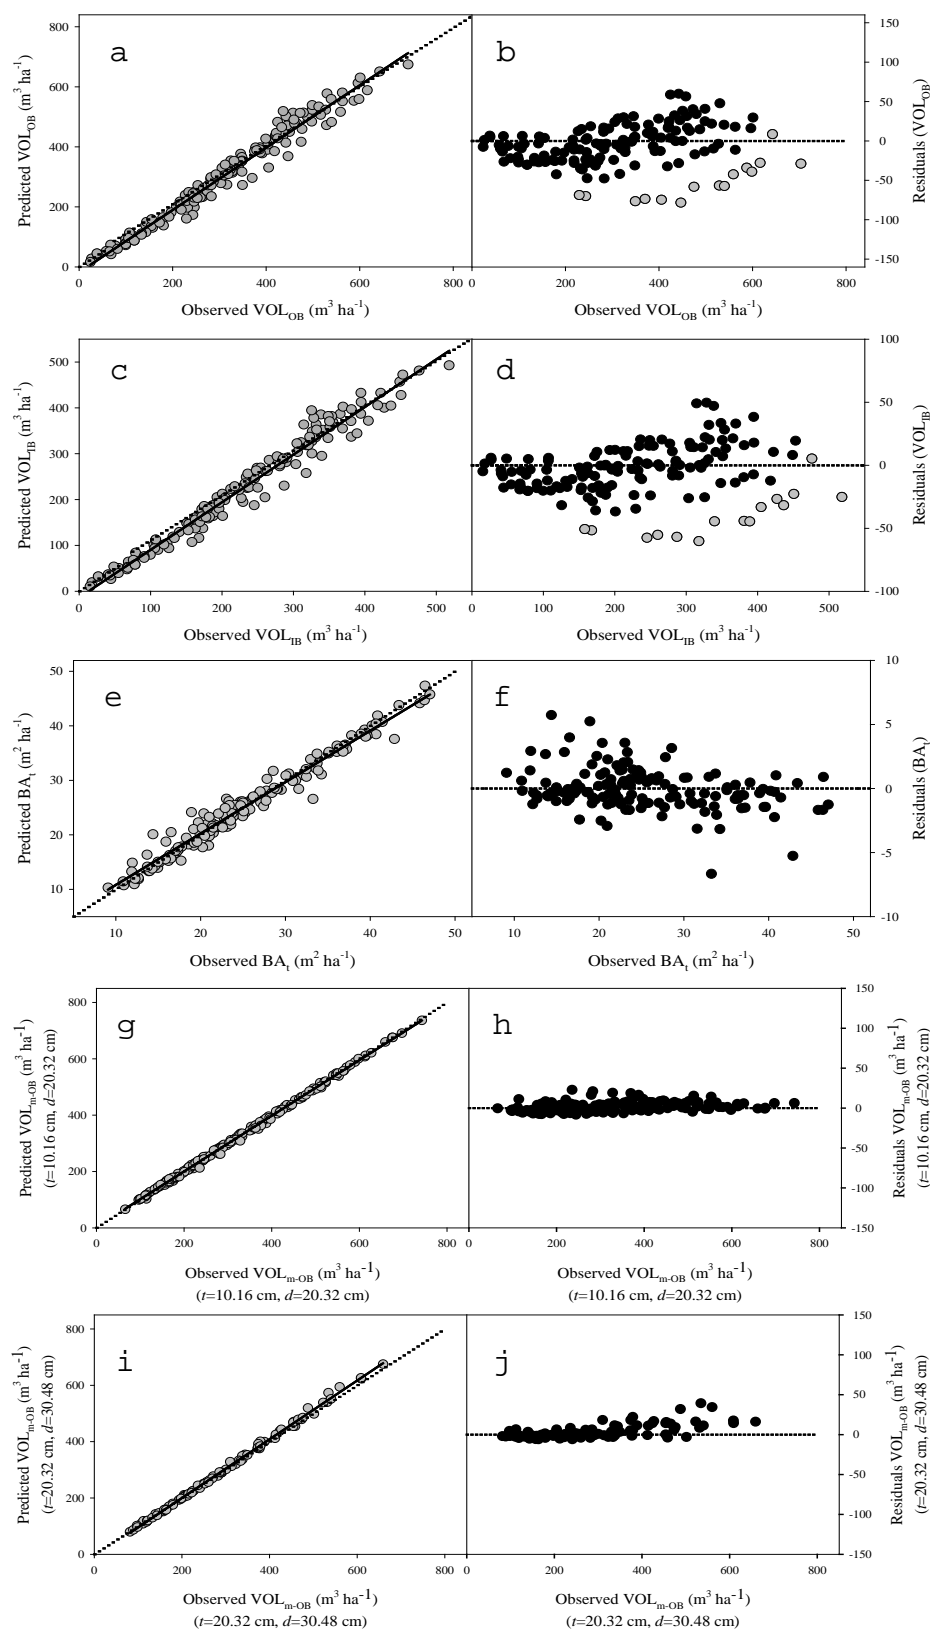 a
b
Predicted VOL_OB (m³ ha⁻¹)
800
600
400
200
0
0 200 400 600 800
Observed VOL_OB (m³ ha⁻¹)
0 200 400 600 800
Observed VOL_OB (m³ ha⁻¹)
150
100
50
0
-50
-100
-150
Residuals (VOL_OB)
c
d
Predicted VOL_IB (m³ ha⁻¹)
500
400
300
200
100
0
0 100 200 300 400 500
Observed VOL_IB (m³ ha⁻¹)
0 100 200 300 400 500
Observed VOL_IB (m³ ha⁻¹)
100
50
0
-50
-100
Residuals (VOL_IB)
e
f
Predicted BA_t (m² ha⁻¹)
50
40
30
20
10
10 20 30 40 50
Observed BA_t (m² ha⁻¹)
10 20 30 40 50
Observed BA_t (m² ha⁻¹)
10
5
0
-5
-10
Residuals (BA_t)
g
h
Predicted VOL_m-OB (m³ ha⁻¹)
(t=10.16 cm, d=20.32 cm)
800
600
400
200
0
0 200 400 600 800
Observed VOL_m-OB (m³ ha⁻¹)
(t=10.16 cm, d=20.32 cm)
0 200 400 600 800
Observed VOL_m-OB (m³ ha⁻¹)
(t=10.16 cm, d=20.32 cm)
150
100
50
0
-50
-100
-150
Residuals VOL_m-OB (m³ ha⁻¹)
(t=10.16 cm, d=20.32 cm)
i
j
Predicted VOL_m-OB (m³ ha⁻¹)
(t=20.32 cm, d=30.48 cm)
800
600
400
200
0
0 200 400 600 800
Observed VOL_m-OB (m³ ha⁻¹)
(t=20.32 cm, d=30.48 cm)
0 200 400 600 800
Observed VOL_m-OB (m³ ha⁻¹)
(t=20.32 cm, d=30.48 cm)
150
100
50
0
-50
-100
-150
Residuals VOL_m-OB (m³ ha⁻¹)
(t=20.32 cm, d=30.48 cm)